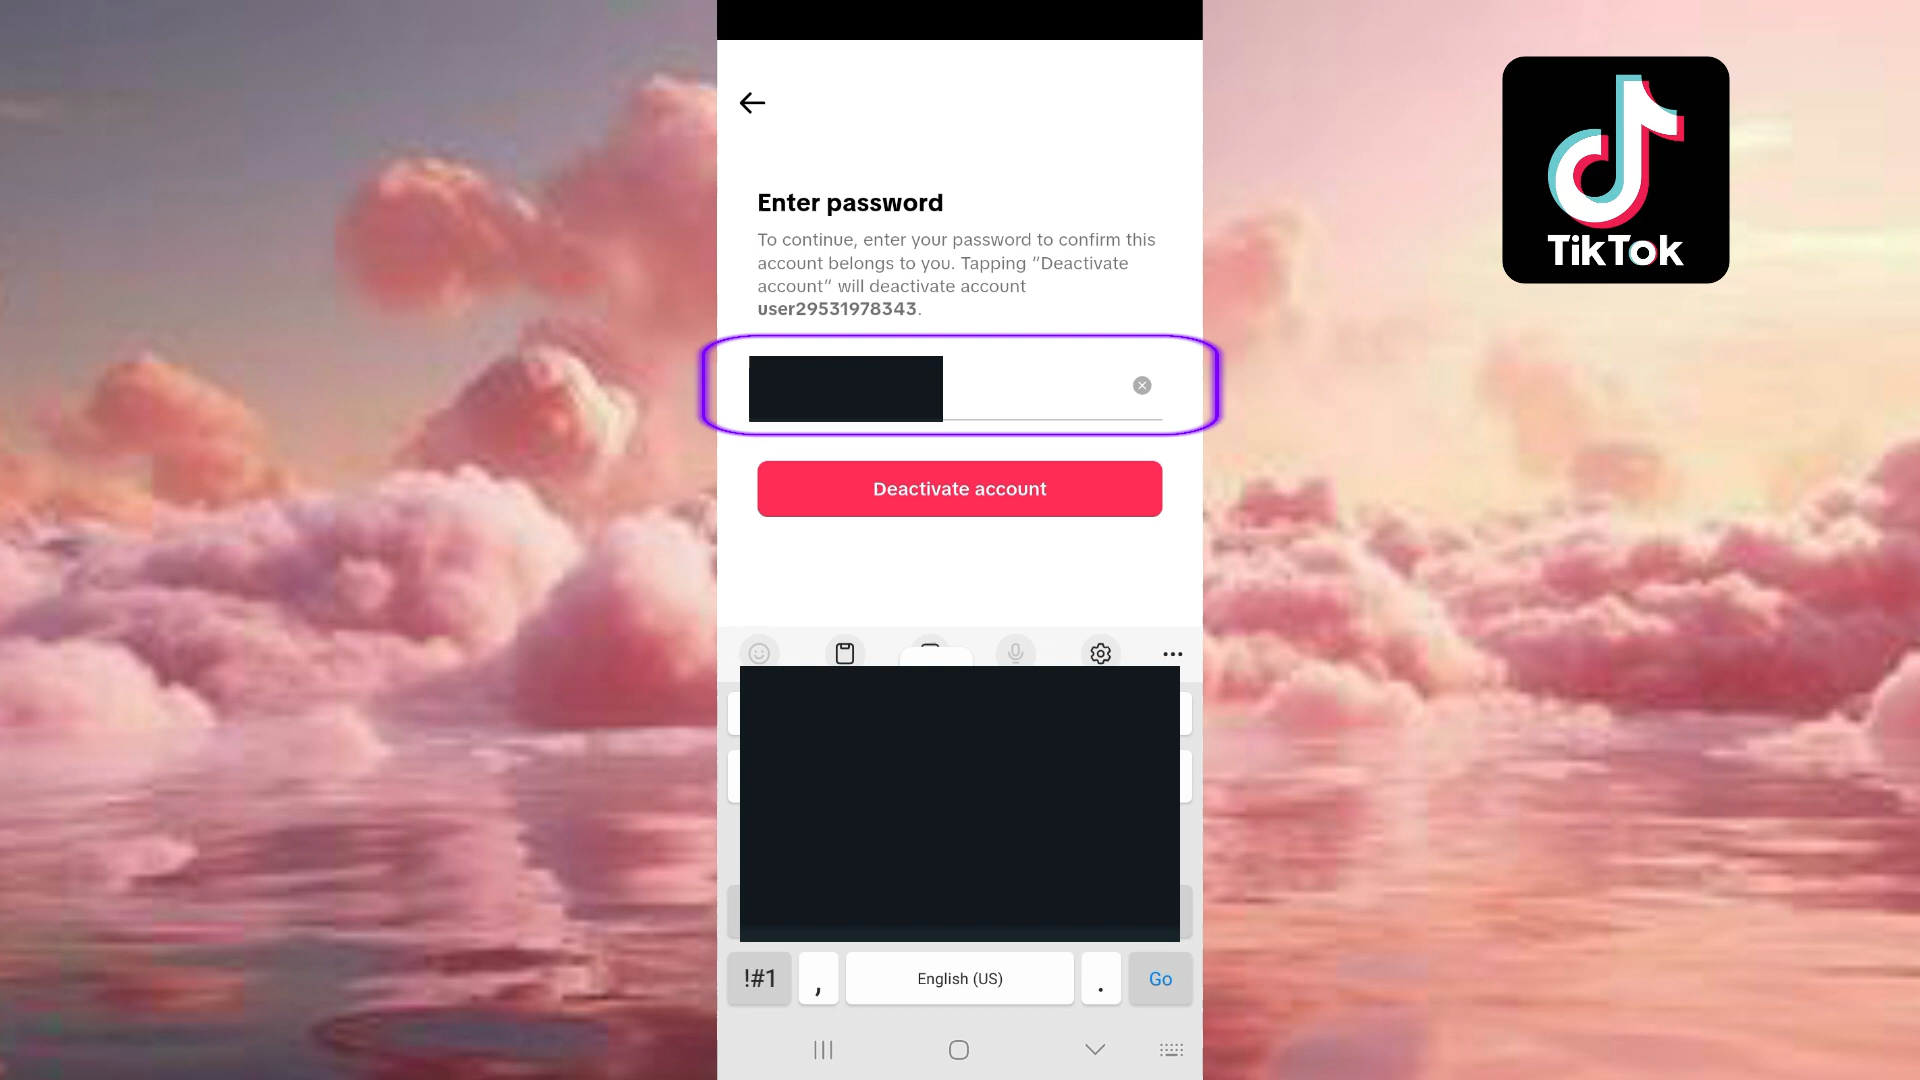 TikTok
Enter password
To continue, enter your password to confirm this
account belongs to you. Tapping “Deactivate
account” will deactivate account
user29531978343.
Deactivate account
!#1 , English (US) . Go